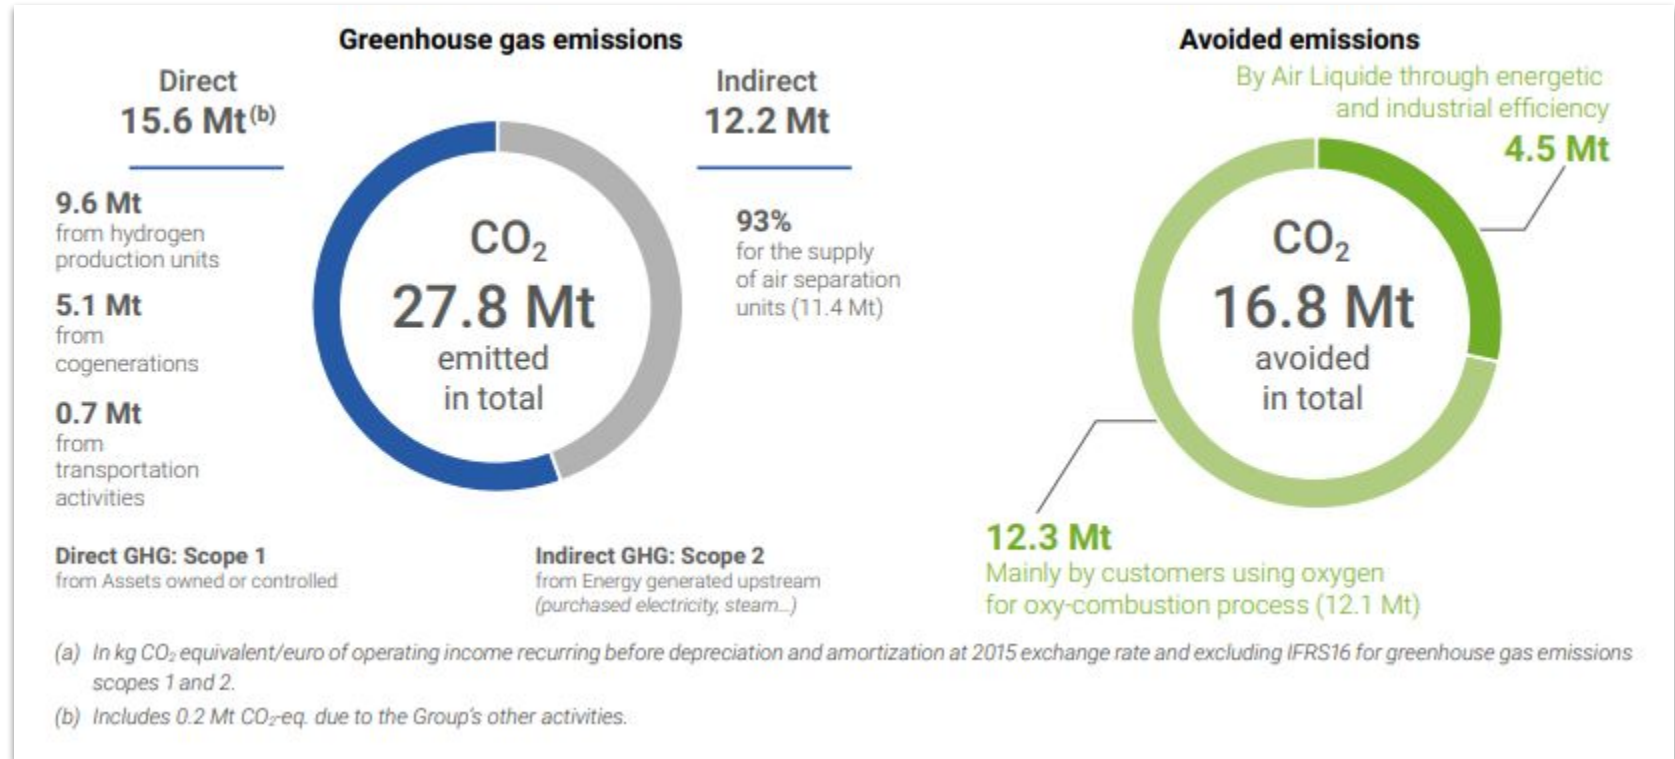 Greenhouse gas emissions
Direct
15.6 Mt (b)
9.6 Mt
from hydrogen
production units
5.1 Mt
from
cogenerations
0.7 Mt
from
transportation
activities
CO₂
27.8 Mt
emitted
in total
Indirect
12.2 Mt
93%
for the supply
of air separation
units (11.4 Mt)
Direct GHG: Scope 1
from Assets owned or controlled
Indirect GHG: Scope 2
from Energy generated upstream
(purchased electricity, steam...)
Avoided emissions
By Air Liquide through energetic
and industrial efficiency
4.5 Mt
CO₂
16.8 Mt
avoided
in total
12.3 Mt
Mainly by customers using oxygen
for oxy-combustion process (12.1 Mt)
(a) In kg CO₂ equivalent/euro of operating income recurring before depreciation and amortization at 2015 exchange rate and excluding IFRS16 for greenhouse gas emissions
scopes 1 and 2.
(b) Includes 0.2 Mt CO₂-eq. due to the Group's other activities.